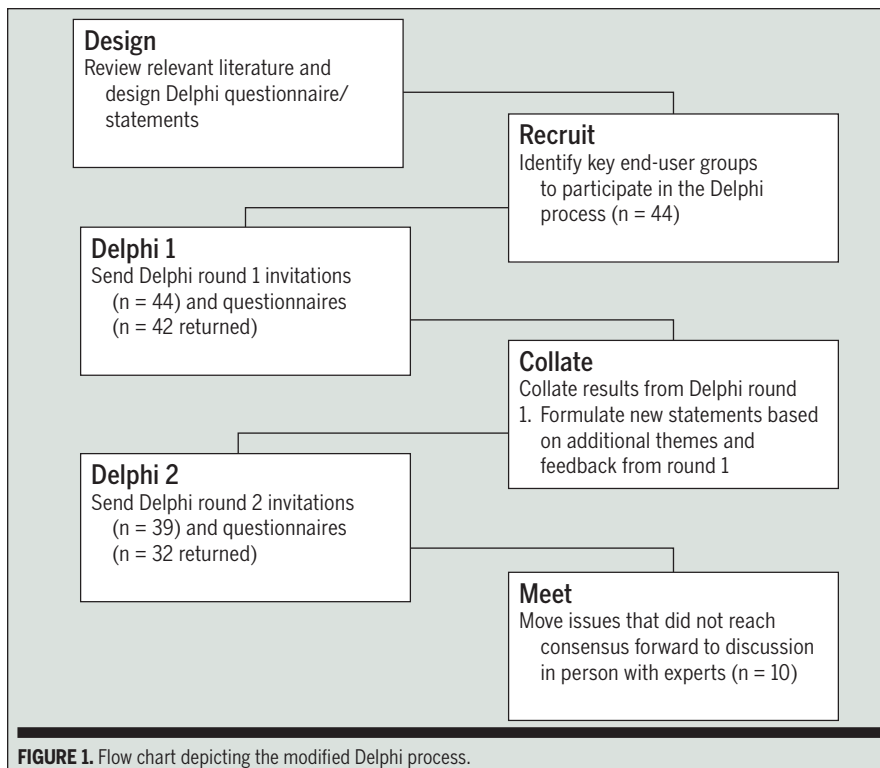 Design
Review relevant literature and
design Delphi questionnaire/
statements
Recruit
Identify key end-user groups
to participate in the Delphi
process (n = 44)
Delphi 1
Send Delphi round 1 invitations
(n = 44) and questionnaires
(n = 42 returned)
Collate
Collate results from Delphi round
1. Formulate new statements based
on additional themes and
feedback from round 1
Delphi 2
Send Delphi round 2 invitations
(n = 39) and questionnaires
(n = 32 returned)
Meet
Move issues that did not reach
consensus forward to discussion
in person with experts (n = 10)
FIGURE 1. Flow chart depicting the modified Delphi process.